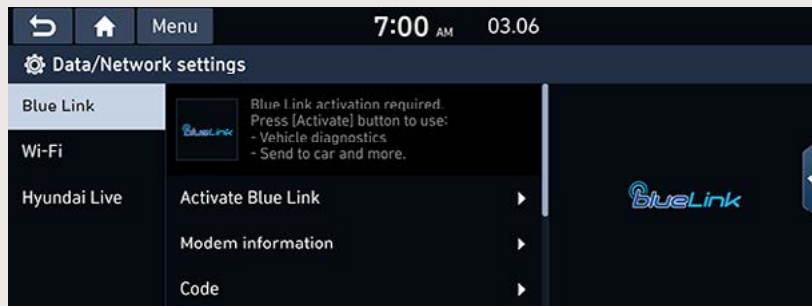 Menu
7:00 AM
03.06
Data/Network settings
Blue Link
Wi-Fi
Hyundai Live
BlueLink
Blue Link activation required.
Press [Activate] button to use:
- Vehicle diagnostics
- Send to car and more.
Activate Blue Link
Modem information
Code
BlueLink